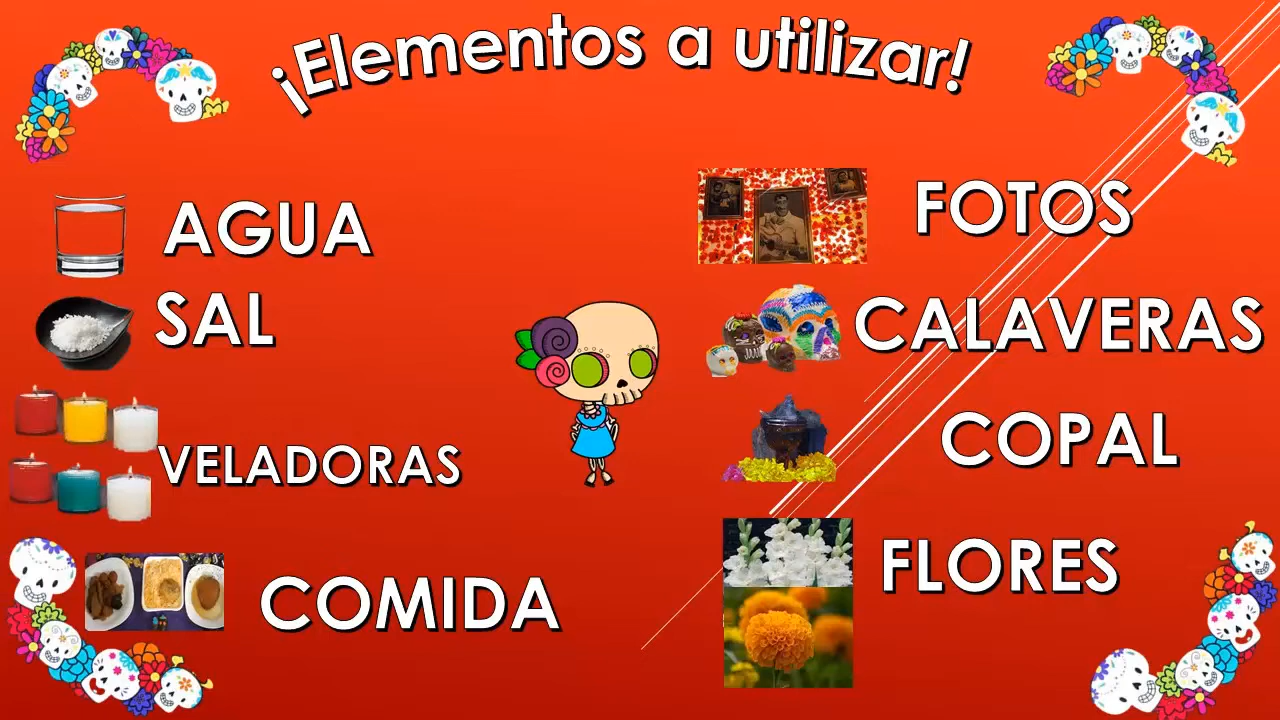 ¡Elementos a utilizar!
AGUA
SAL
VELADORAS
COMIDA
FOTOS
CALAVERAS
COPAL
FLORES